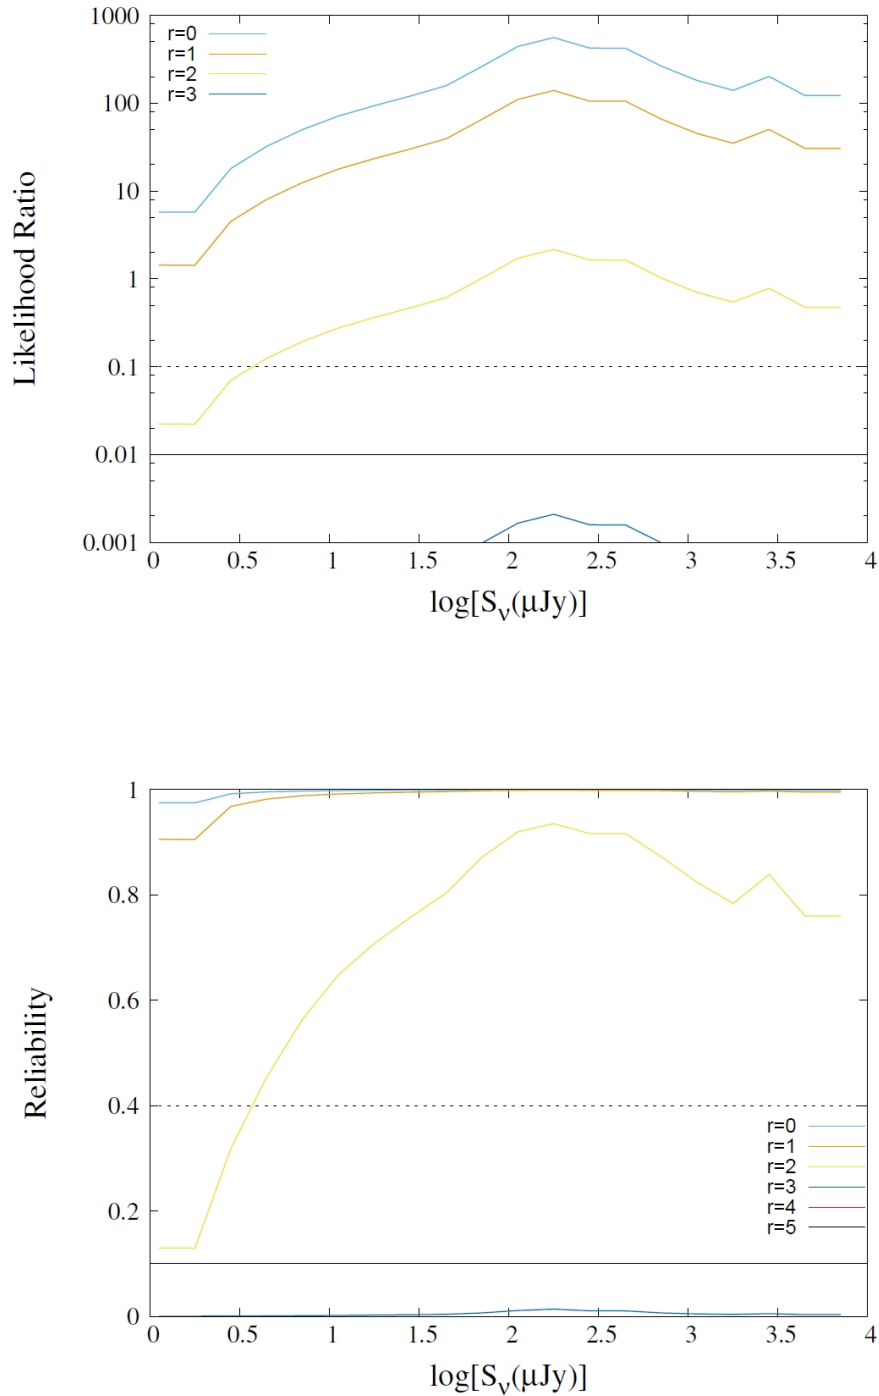 1000
100
10
1
0.1
0.01
0.001
Likelihood Ratio
r=0
r=1
r=2
r=3
0 0.5 1 1.5 2 2.5 3 3.5 4
log[Sν(μJy)]
1
0.8
0.6
0.4
0.2
0
Reliability
r=0
r=1
r=2
r=3
r=4
r=5
0 0.5 1 1.5 2 2.5 3 3.5 4
log[Sν(μJy)]